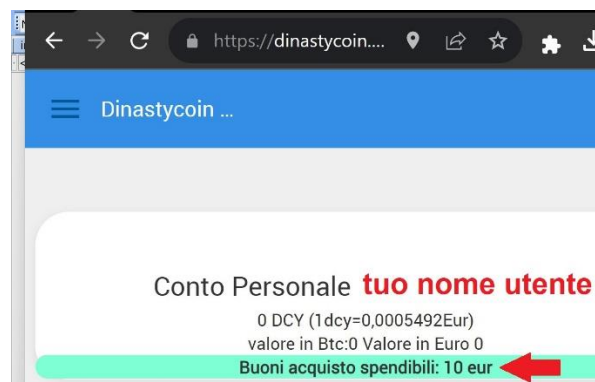 https://dinastycoin....
Dinastycoin ...
Conto Personale tuo nome utente
0 DCY (1dcy=0,0005492Eur)
valore in Btc:0 Valore in Euro 0
Buoni acquisto spendibili: 10 eur